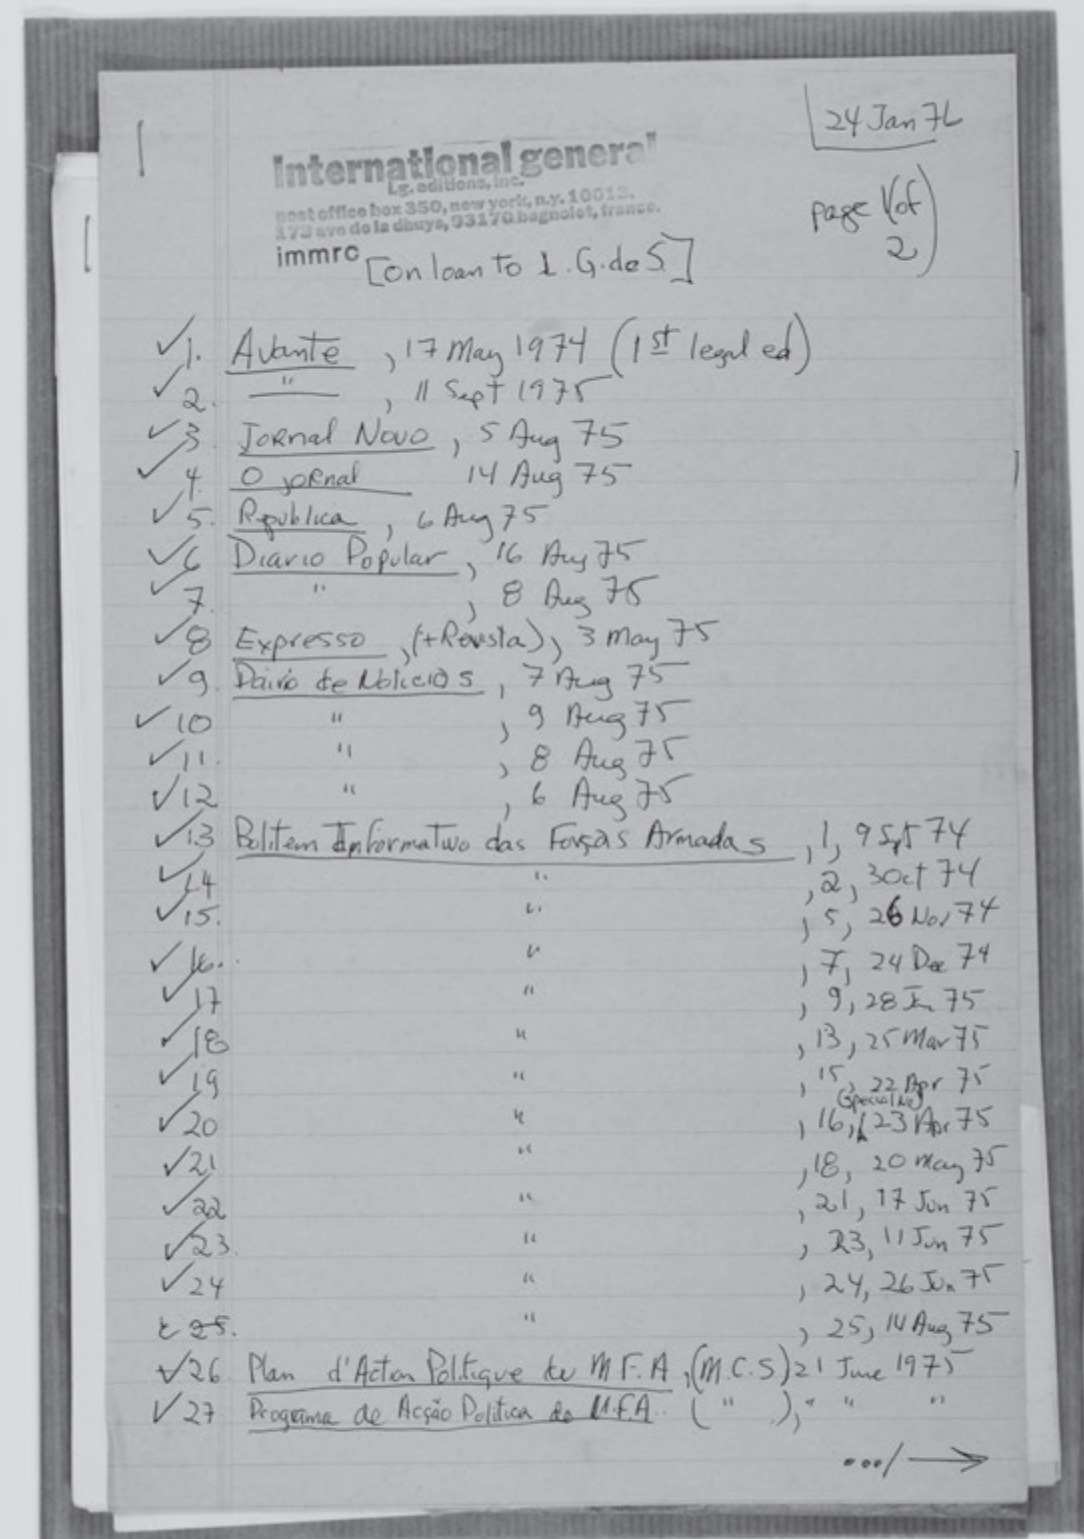 24 Jan 76
international general
I.g. editions, inc.
post office box 350, new york, n.y. 10013.
173 ave de la dhuys, 93170 bagnolet, france.
page 1 (of 2)
immrc
[on loan to I. G. de S.]
✓ 1. Avante, 17 May 1974 (1st legal ed)
✓ 2. " , 11 Sept 1975
✓ 3 Jornal Novo, 5 Aug 75
✓ 4. O jornal 14 Aug 75
✓ 5. Republica, 6 Aug 75
✓ 6 Diario Popular, 16 Aug 75
✓ 7. " , 8 Aug 75
✓ 8 Expresso, (+Revista), 3 May 75
✓ 9. Dairo de Noticias, 7 Aug 75
✓ 10 " , 9 Aug 75
✓ 11. " , 8 Aug 75
✓ 12 " , 6 Aug 75
✓ 13 Bolitem Informativo das Forças Armadas, 1, 9 Spt 74
✓ 14 " , 2, 30ct 74
✓ 15. " , 5, 26 Nov 74
✓ 16. " , 7, 24 Dec 74
✓ 17 " , 9, 28 Jan 75
✓ 18 " , 13, 25 Mar 75
✓ 19 " , 15, 22 Apr 75
✓ 20 " , 16, (Special No) 23 Apr 75
✓ 21 " , 18, 20 May 75
✓ 22 " , 21, 17 Jun 75
✓ 23. " , 23, 11 Jun 75
✓ 24 " , 24, 26 Jun 75
25. " , 25, 14 Aug 75
✓ 26. Plan d'Action Politique du M.F.A, (M.C.S) 21 June 1975
✓ 27 Programa de Acção Politica do M.F.A. ( " ), " " "
.../→